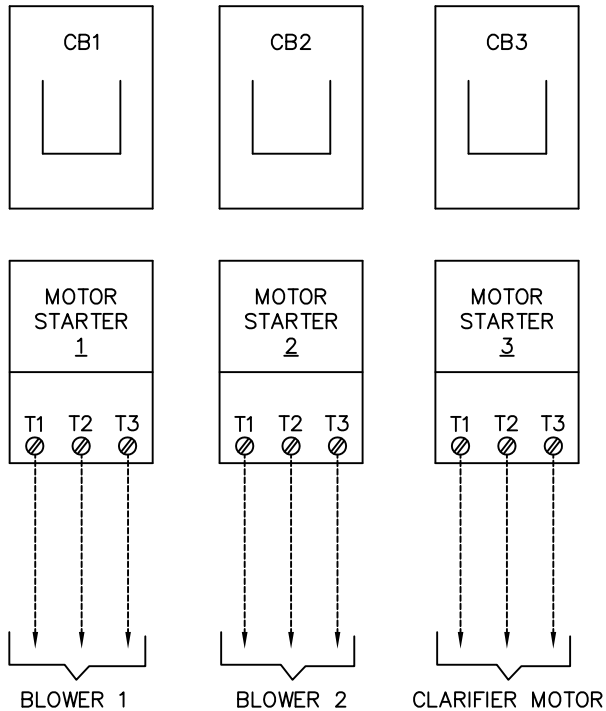 CB1
CB2
CB3
MOTOR
STARTER
1
MOTOR
STARTER
2
MOTOR
STARTER
3
T1 T2 T3
T1 T2 T3
T1 T2 T3
BLOWER 1
BLOWER 2
CLARIFIER MOTOR